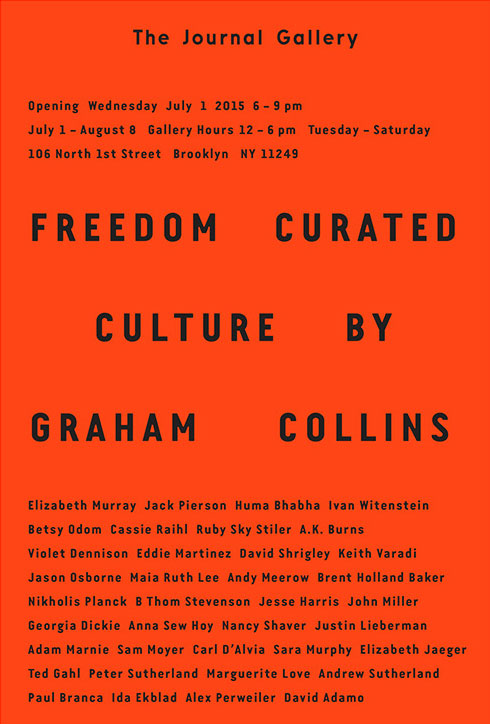 The Journal Gallery
Opening Wednesday July 1 2015 6 – 9 pm
July 1 – August 8 Gallery Hours 12 – 6 pm Tuesday – Saturday
106 North 1st Street Brooklyn NY 11249
FREEDOM CURATED
CULTURE BY
GRAHAM COLLINS
Elizabeth Murray Jack Pierson Huma Bhabha Ivan Witenstein
Betsy Odom Cassie Raihl Ruby Sky Stiler A.K. Burns
Violet Dennison Eddie Martinez David Shrigley Keith Varadi
Jason Osborne Maia Ruth Lee Andy Meerow Brent Holland Baker
Nikholis Planck B Thom Stevenson Jesse Harris John Miller
Georgia Dickie Anna Sew Hoy Nancy Shaver Justin Lieberman
Adam Marnie Sam Moyer Carl D'Alvia Sara Murphy Elizabeth Jaeger
Ted Gahl Peter Sutherland Marguerite Love Andrew Sutherland
Paul Branca Ida Ekblad Alex Perweiler David Adamo